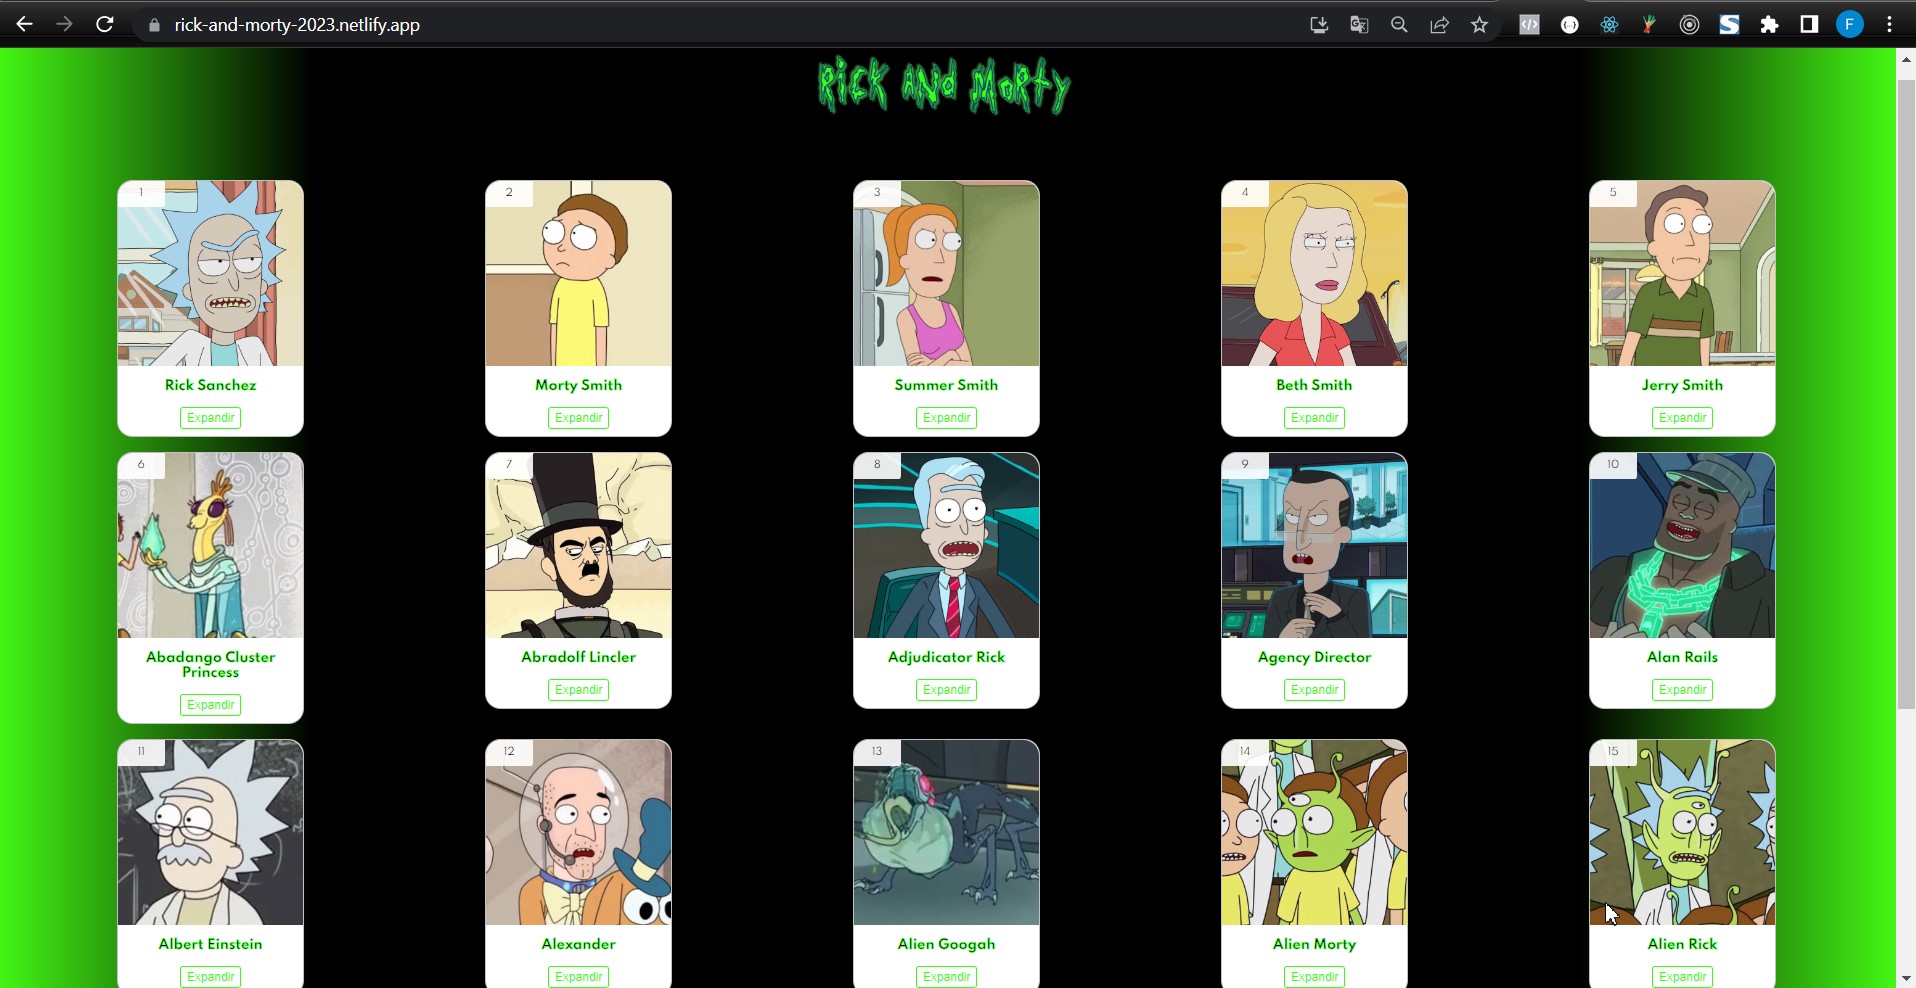 rick-and-morty-2023.netlify.app
F
Rick and Morty
1
2
3
4
5
Rick Sanchez
Morty Smith
Summer Smith
Beth Smith
Jerry Smith
Expandir
Expandir
Expandir
Expandir
Expandir
6
7
8
9
10
Abadango Cluster
Princess
Abradolf Lincler
Adjudicator Rick
Agency Director
Alan Rails
Expandir
Expandir
Expandir
Expandir
Expandir
11
12
13
14
15
Albert Einstein
Alexander
Alien Googah
Alien Morty
Alien Rick
Expandir
Expandir
Expandir
Expandir
Expandir